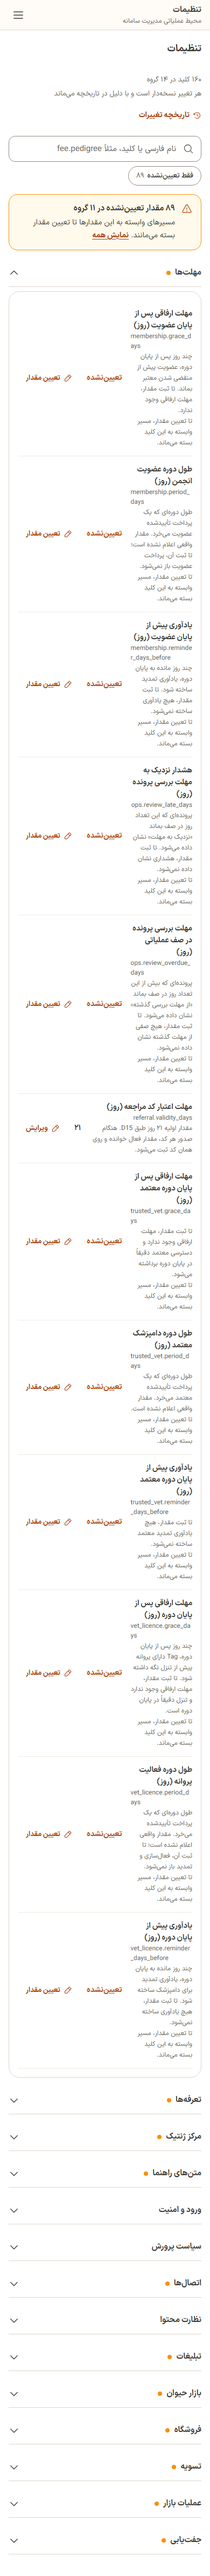 تنظیمات
محیط عملیاتی مدیریت سامانه
تنظیمات
۱۶۰ کلید در ۱۴ گروه
هر تغییر نسخه‌دار است و با دلیل در تاریخچه می‌ماند
تاریخچه تغییرات
نام فارسی یا کلید، مثلاً fee.pedigree
فقط تعیین‌نشده ۸۹
۸۹ مقدار تعیین‌نشده در ۱۱ گروه
مسیرهای وابسته به این مقدارها تا تعیین مقدار
بسته می‌مانند. نمایش همه
مهلت‌ها
مهلت ارفاقی پس از
پایان عضویت (روز)
membership.grace_d
ays
چند روز پس از پایان
دوره، عضویت پیش از
منقضی شدن معتبر
بماند. تا ثبت مقدار،
مهلت ارفاقی وجود
ندارد.
تا تعیین مقدار، مسیر
وابسته به این کلید
بسته می‌ماند.
تعیین‌نشده
تعیین مقدار
طول دوره عضویت
انجمن (روز)
membership.period_
days
طول دوره‌ای که یک
پرداخت تأییدشده
عضویت می‌خرد. مقدار
واقعی اعلام نشده است؛
تا ثبت آن، پرداخت
عضویت باز نمی‌شود.
تا تعیین مقدار، مسیر
وابسته به این کلید
بسته می‌ماند.
تعیین‌نشده
تعیین مقدار
یادآوری پیش از
پایان عضویت (روز)
membership.reminde
r_days_before
چند روز مانده به پایان
دوره، یادآوری تمدید
ساخته شود. تا ثبت
مقدار، هیچ یادآوری
ساخته نمی‌شود.
تا تعیین مقدار، مسیر
وابسته به این کلید
بسته می‌ماند.
تعیین‌نشده
تعیین مقدار
هشدار نزدیک به
مهلت بررسی پرونده
(روز)
ops.review_late_days
پرونده‌ای که این تعداد
روز در صف بماند
«نزدیک به مهلت» نشان
داده می‌شود. تا ثبت
مقدار، هشداری نشان
داده نمی‌شود.
تا تعیین مقدار، مسیر
وابسته به این کلید
بسته می‌ماند.
تعیین‌نشده
تعیین مقدار
مهلت بررسی پرونده
در صف عملیاتی
(روز)
ops.review_overdue_
days
پرونده‌ای که بیش از این
تعداد روز در صف بماند
«از مهلت بررسی گذشته»
نشان داده می‌شود. تا
ثبت مقدار، هیچ صفی
از مهلت گذشته نشان
داده نمی‌شود.
تا تعیین مقدار، مسیر
وابسته به این کلید
بسته می‌ماند.
تعیین‌نشده
تعیین مقدار
مهلت اعتبار کد مراجعه (روز)
referral.validity_days
مقدار اولیه ۲۱ روز طبق D15. هنگام
صدور هر کد، مقدار فعال خوانده و روی
همان کد ثبت می‌شود.
۲۱
ویرایش
مهلت ارفاقی پس از
پایان دوره معتمد
(روز)
trusted_vet.grace_da
ys
تا ثبت مقدار، مهلت
ارفاقی وجود ندارد و
دسترسی معتمد دقیقاً
در پایان دوره برداشته
می‌شود.
تا تعیین مقدار، مسیر
وابسته به این کلید
بسته می‌ماند.
تعیین‌نشده
تعیین مقدار
طول دوره دامپزشک
معتمد (روز)
trusted_vet.period_d
ays
طول دوره‌ای که یک
پرداخت تأییدشده
معتمد می‌خرد. مقدار
واقعی اعلام نشده است.
تا تعیین مقدار، مسیر
وابسته به این کلید
بسته می‌ماند.
تعیین‌نشده
تعیین مقدار
یادآوری پیش از
پایان دوره معتمد
(روز)
trusted_vet.reminder
_days_before
تا ثبت مقدار، هیچ
یادآوری تمدید معتمد
ساخته نمی‌شود.
تا تعیین مقدار، مسیر
وابسته به این کلید
بسته می‌ماند.
تعیین‌نشده
تعیین مقدار
مهلت ارفاقی پس از
پایان دوره (روز)
vet_licence.grace_da
ys
چند روز پس از پایان
دوره، Tag دارای پروانه
پیش از تنزل نگه داشته
شود. تا ثبت مقدار،
مهلت ارفاقی وجود ندارد
و تنزل دقیقاً در پایان
دوره است.
تا تعیین مقدار، مسیر
وابسته به این کلید
بسته می‌ماند.
تعیین‌نشده
تعیین مقدار
طول دوره فعالیت
پروانه (روز)
vet_licence.period_d
ays
طول دوره‌ای که یک
پرداخت تأییدشده
می‌خرد. مقدار واقعی
اعلام نشده است؛ تا
ثبت آن، فعال‌سازی و
تمدید باز نمی‌شود.
تا تعیین مقدار، مسیر
وابسته به این کلید
بسته می‌ماند.
تعیین‌نشده
تعیین مقدار
یادآوری پیش از
پایان دوره (روز)
vet_licence.reminder
_days_before
چند روز مانده به پایان
دوره، یادآوری تمدید
برای دامپزشک ساخته
شود. تا ثبت مقدار،
هیچ یادآوری ساخته
نمی‌شود.
تا تعیین مقدار، مسیر
وابسته به این کلید
بسته می‌ماند.
تعیین‌نشده
تعیین مقدار
تعرفه‌ها
مرکز ژنتیک
متن‌های راهنما
ورود و امنیت
سیاست پرورش
اتصال‌ها
نظارت محتوا
تبلیغات
بازار حیوان
فروشگاه
تسویه
عملیات بازار
جفت‌یابی